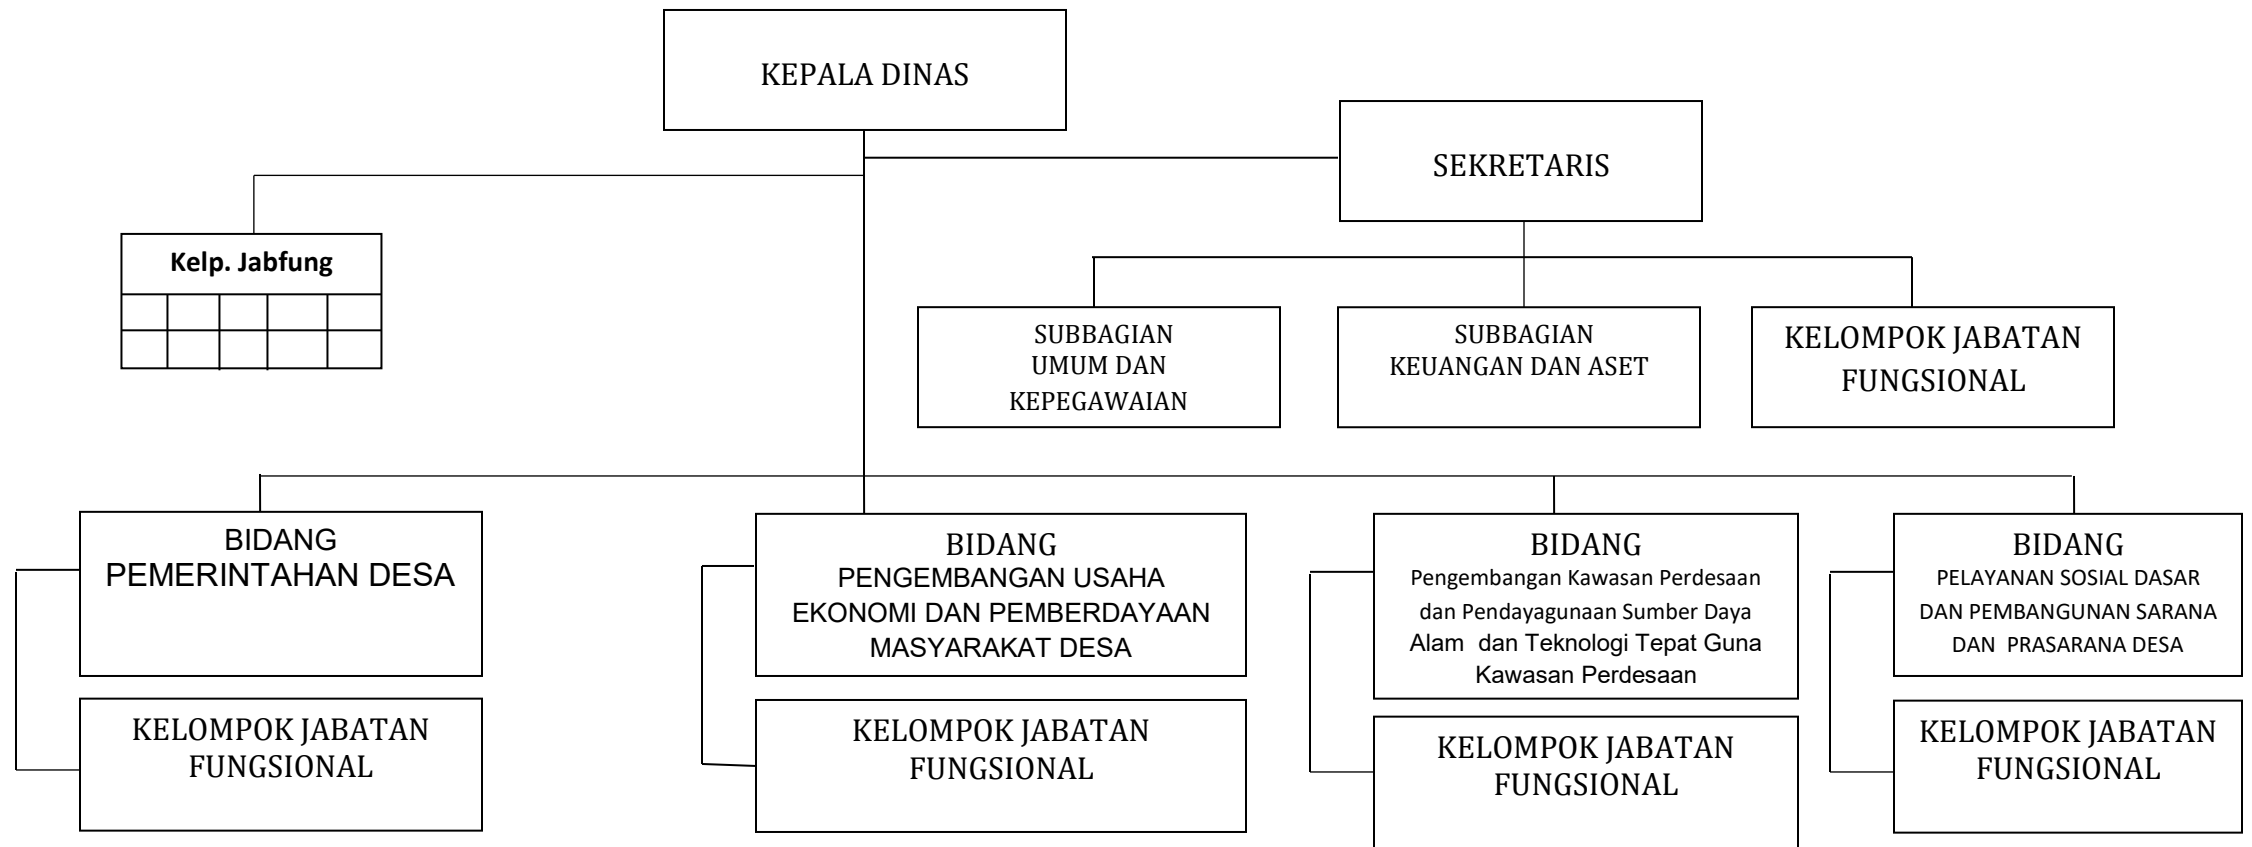 KEPALA DINAS
SEKRETARIS
Kelp. Jabfung
SUBBAGIAN
UMUM DAN
KEPEGAWAIAN
SUBBAGIAN
KEUANGAN DAN ASET
KELOMPOK JABATAN
FUNGSIONAL
BIDANG
PEMERINTAHAN DESA
BIDANG
PENGEMBANGAN USAHA
EKONOMI DAN PEMBERDAYAAN
MASYARAKAT DESA
BIDANG
Pengembangan Kawasan Perdesaan
dan Pendayagunaan Sumber Daya
Alam dan Teknologi Tepat Guna
Kawasan Perdesaan
BIDANG
PELAYANAN SOSIAL DASAR
DAN PEMBANGUNAN SARANA
DAN PRASARANA DESA
KELOMPOK JABATAN
FUNGSIONAL
KELOMPOK JABATAN
FUNGSIONAL
KELOMPOK JABATAN
FUNGSIONAL
KELOMPOK JABATAN
FUNGSIONAL